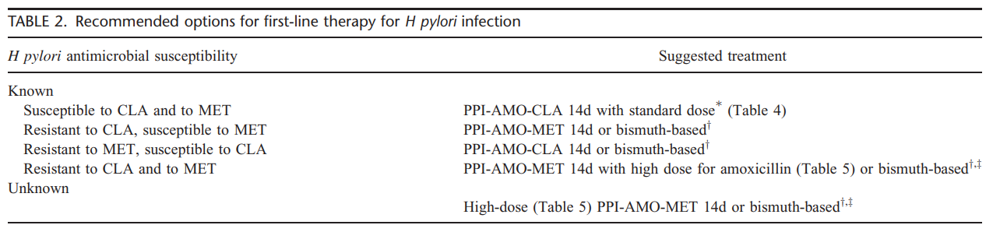 TABLE 2. Recommended options for first-line therapy for H pylori infection
H pylori antimicrobial susceptibility Suggested treatment
Known
Susceptible to CLA and to MET PPI-AMO-CLA 14d with standard dose* (Table 4)
Resistant to CLA, susceptible to MET PPI-AMO-MET 14d or bismuth-based†
Resistant to MET, susceptible to CLA PPI-AMO-CLA 14d or bismuth-based†
Resistant to CLA and to MET PPI-AMO-MET 14d with high dose for amoxicillin (Table 5) or bismuth-based†,‡
Unknown
High-dose (Table 5) PPI-AMO-MET 14d or bismuth-based†,‡